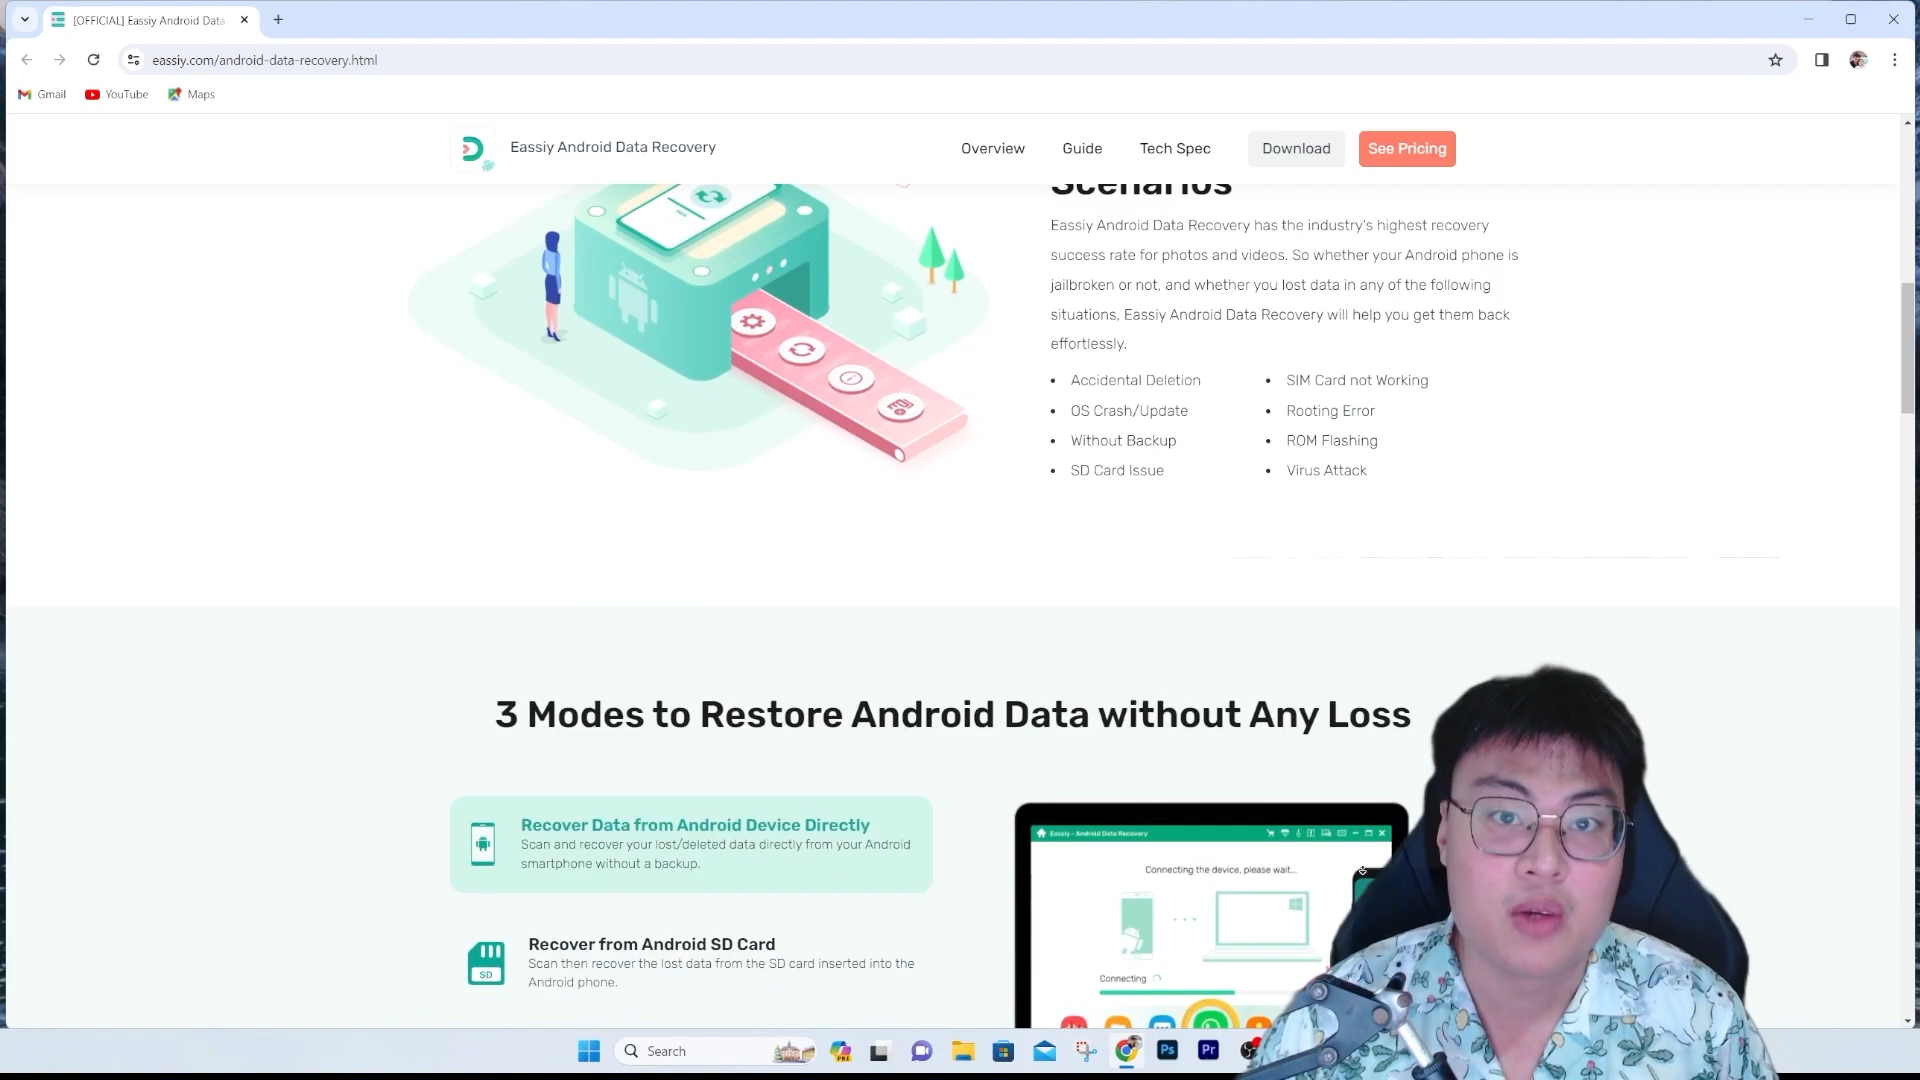 [OFFICIAL] Eassiy Android Data
eassiy.com/android-data-recovery.html
Gmail
YouTube
Maps
Eassiy Android Data Recovery
Overview
Guide
Tech Spec
Download
See Pricing
Scenarios
Eassiy Android Data Recovery has the industry's highest recovery
success rate for photos and videos. So whether your Android phone is
jailbroken or not, and whether you lost data in any of the following
situations, Eassiy Android Data Recovery will help you get them back
effortlessly.
• Accidental Deletion
• OS Crash/Update
• Without Backup
• SD Card Issue
• SIM Card not Working
• Rooting Error
• ROM Flashing
• Virus Attack
3 Modes to Restore Android Data without Any Loss
Recover Data from Android Device Directly
Scan and recover your lost/deleted data directly from your Android
smartphone without a backup.
SD
Recover from Android SD Card
Scan then recover the lost data from the SD card inserted into the
Android phone.
Eassiy - Android Data Recovery
Connecting the device, please wait...
Connecting
Search
PRE
Ps
Pr